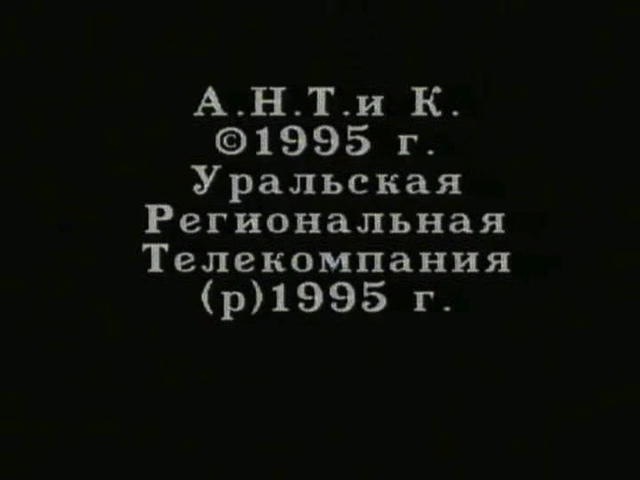 А.Н.Т.и К.
©1995 г.
Уральская
Региональная
Телекомпания
(р)1995 г.